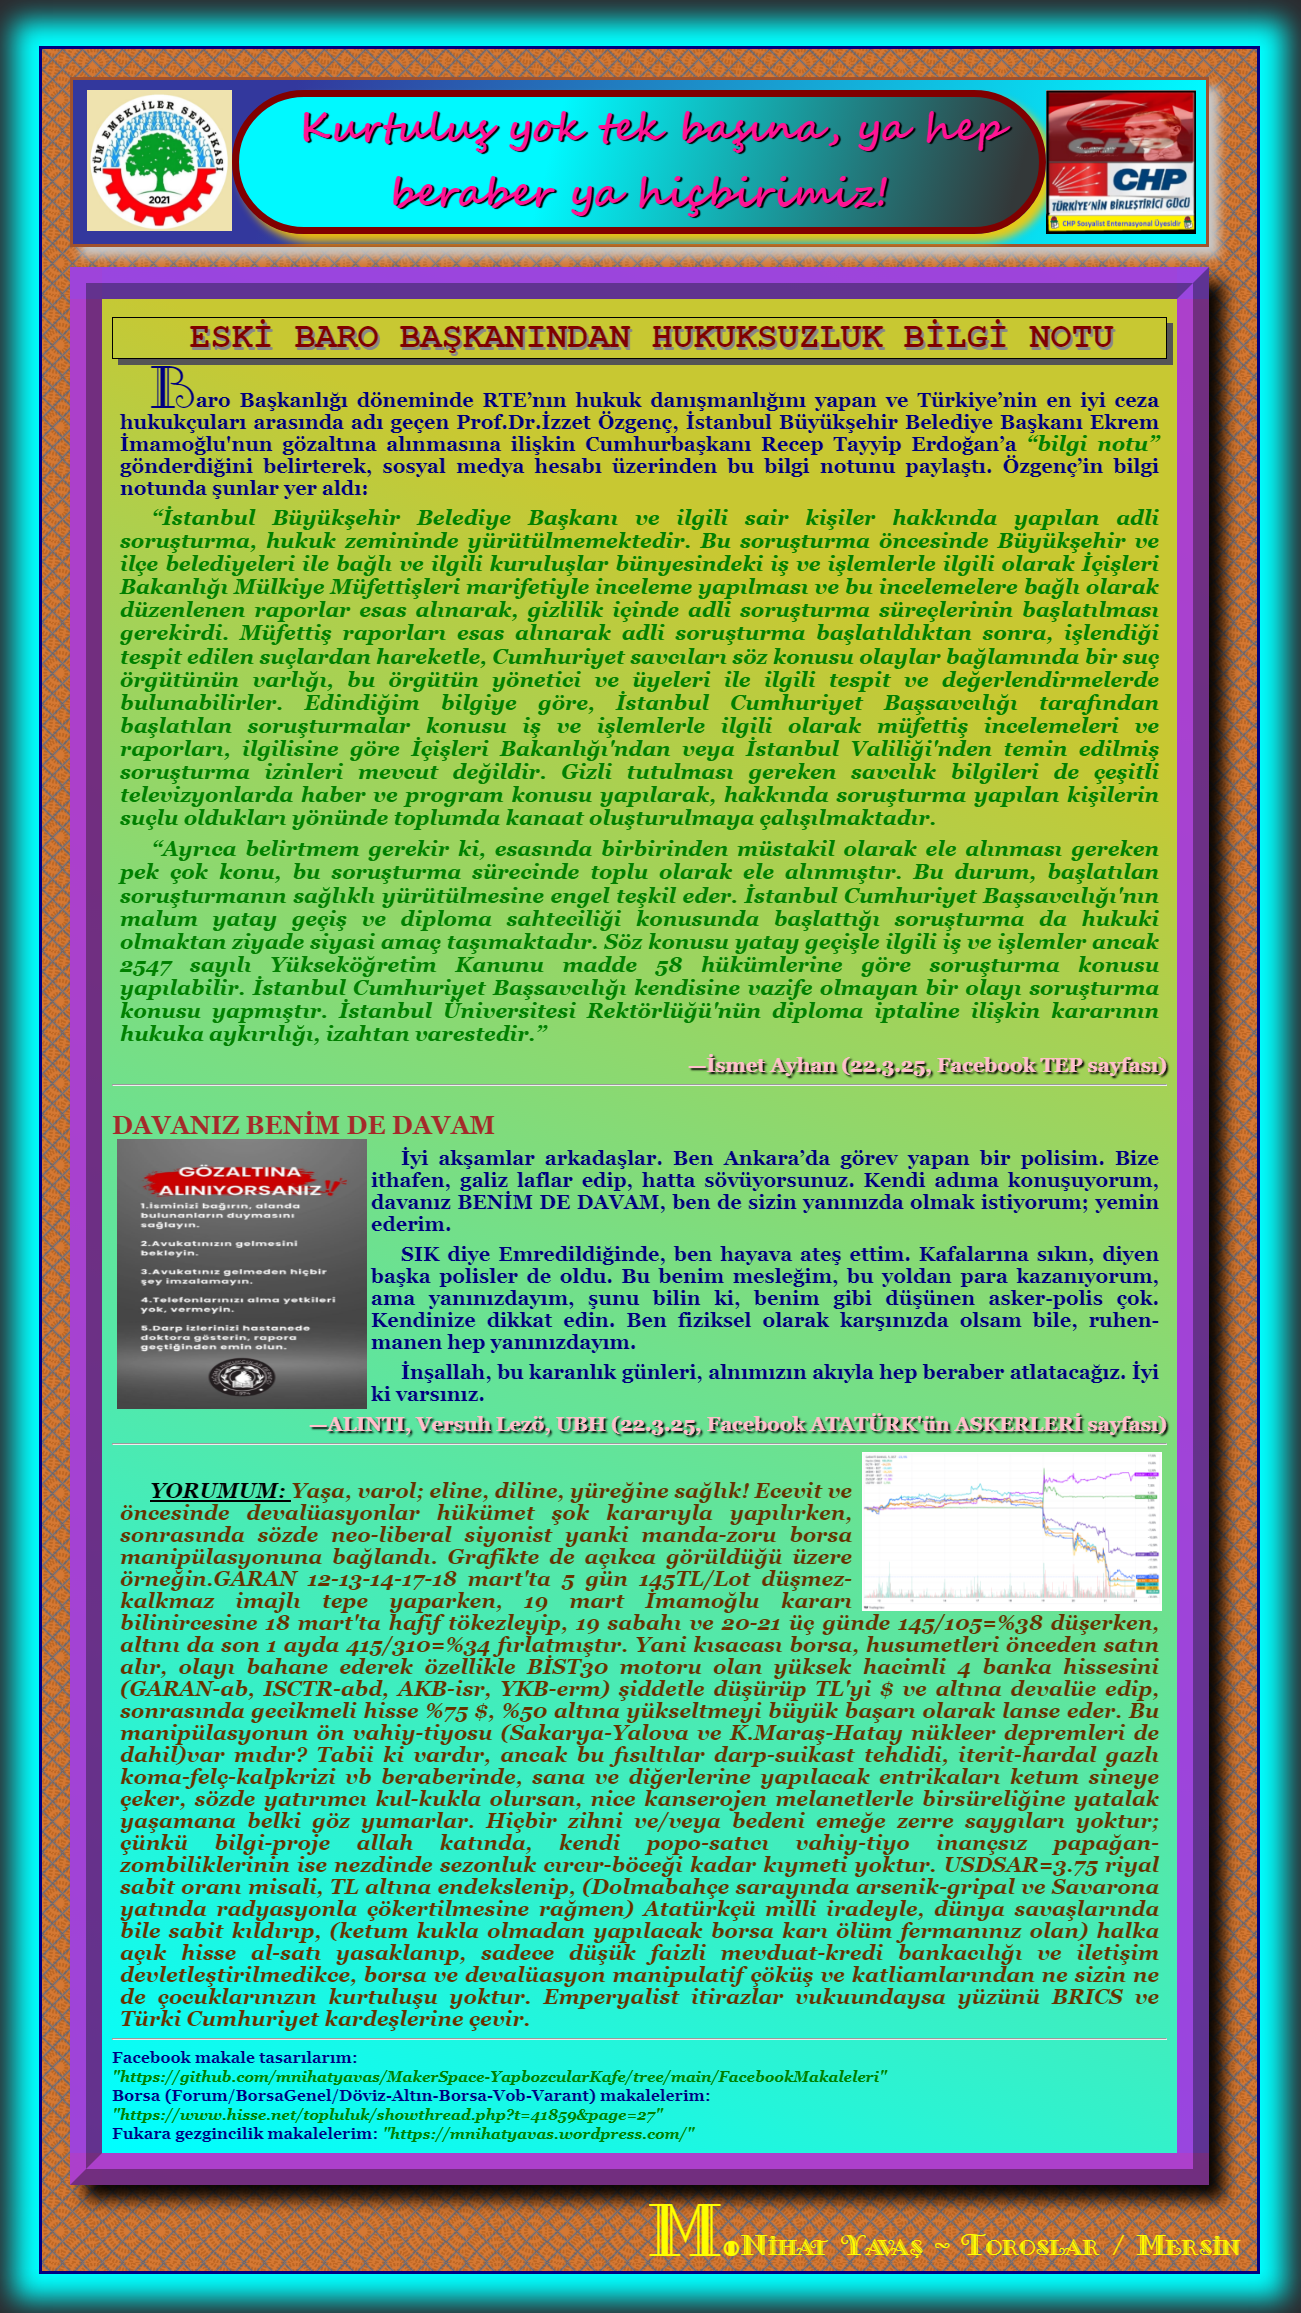 TÜM EMEKLİLER SENDİKASI
2021
Kurtuluş yok tek başına, ya hep
beraber ya hiçbirimiz!
CHP
CHP
TÜRKİYE'NİN BİRLEŞTİRİCİ GÜCÜ
CHP Sosyalist Enternasyonal Üyesidir
ESKİ BARO BAŞKANINDAN HUKUKSUZLUK BİLGİ NOTU
Baro Başkanlığı döneminde RTE’nın hukuk danışmanlığını yapan ve Türkiye’nin en iyi ceza
hukukçuları arasında adı geçen Prof.Dr.İzzet Özgenç, İstanbul Büyükşehir Belediye Başkanı Ekrem
İmamoğlu'nun gözaltına alınmasına ilişkin Cumhurbaşkanı Recep Tayyip Erdoğan’a “bilgi notu”
gönderdiğini belirterek, sosyal medya hesabı üzerinden bu bilgi notunu paylaştı. Özgenç’in bilgi
notunda şunlar yer aldı:
“İstanbul Büyükşehir Belediye Başkanı ve ilgili sair kişiler hakkında yapılan adli
soruşturma, hukuk zemininde yürütülmemektedir. Bu soruşturma öncesinde Büyükşehir ve
ilçe belediyeleri ile bağlı ve ilgili kuruluşlar bünyesindeki iş ve işlemlerle ilgili olarak İçişleri
Bakanlığı Mülkiye Müfettişleri marifetiyle inceleme yapılması ve bu incelemelere bağlı olarak
düzenlenen raporlar esas alınarak, gizlilik içinde adli soruşturma süreçlerinin başlatılması
gerekirdi. Müfettiş raporları esas alınarak adli soruşturma başlatıldıktan sonra, işlendiği
tespit edilen suçlardan hareketle, Cumhuriyet savcıları söz konusu olaylar bağlamında bir suç
örgütünün varlığı, bu örgütün yönetici ve üyeleri ile ilgili tespit ve değerlendirmelerde
bulunabilirler. Edindiğim bilgiye göre, İstanbul Cumhuriyet Başsavcılığı tarafından
başlatılan soruşturmalar konusu iş ve işlemlerle ilgili olarak müfettiş incelemeleri ve
raporları, ilgilisine göre İçişleri Bakanlığı'ndan veya İstanbul Valiliği'nden temin edilmiş
soruşturma izinleri mevcut değildir. Gizli tutulması gereken savcılık bilgileri de çeşitli
televizyonlarda haber ve program konusu yapılarak, hakkında soruşturma yapılan kişilerin
suçlu oldukları yönünde toplumda kanaat oluşturulmaya çalışılmaktadır.
“Ayrıca belirtmem gerekir ki, esasında birbirinden müstakil olarak ele alınması gereken
pek çok konu, bu soruşturma sürecinde toplu olarak ele alınmıştır. Bu durum, başlatılan
soruşturmanın sağlıklı yürütülmesine engel teşkil eder. İstanbul Cumhuriyet Başsavcılığı'nın
malum yatay geçiş ve diploma sahteciliği konusunda başlattığı soruşturma da hukuki
olmaktan ziyade siyasi amaç taşımaktadır. Söz konusu yatay geçişle ilgili iş ve işlemler ancak
2547 sayılı Yükseköğretim Kanunu madde 58 hükümlerine göre soruşturma konusu
yapılabilir. İstanbul Cumhuriyet Başsavcılığı kendisine vazife olmayan bir olayı soruşturma
konusu yapmıştır. İstanbul Üniversitesi Rektörlüğü'nün diploma iptaline ilişkin kararının
hukuka aykırılığı, izahtan varestedir.”
—İsmet Ayhan (22.3.25, Facebook TEP sayfası)
DAVANIZ BENİM DE DAVAM
GÖZALTINA
ALINIYORSANIZ!!
1.İsminizi bağırın, alanda
bulunanların duymasını
sağlayın.
2.Avukatınızın gelmesini
bekleyin.
3.Avukatınız gelmeden hiçbir
şey imzalamayın.
4.Telefonlarınızı alma yetkileri
yok, vermeyin.
5.Darp izlerinizi hastanede
doktora gösterin, rapora
geçtiğinden emin olun.
İyi akşamlar arkadaşlar. Ben Ankara’da görev yapan bir polisim. Bize
ithafen, galiz laflar edip, hatta sövüyorsunuz. Kendi adıma konuşuyorum,
davanız BENİM DE DAVAM, ben de sizin yanınızda olmak istiyorum; yemin
ederim.
SIK diye Emredildiğinde, ben havava ateş ettim. Kafalarına sıkın, diyen
başka polisler de oldu. Bu benim mesleğim, bu yoldan para kazanıyorum,
ama yanınızdayım, şunu bilin ki, benim gibi düşünen asker-polis çok.
Kendinize dikkat edin. Ben fiziksel olarak karşınızda olsam bile, ruhen-
manen hep yanınızdayım.
İnşallah, bu karanlık günleri, alnımızın akıyla hep beraber atlatacağız. İyi
ki varsınız.
—ALINTI, Versuh Lezö, UBH (22.3.25, Facebook ATATÜRK'ün ASKERLERİ sayfası)
YORUMUM: Yaşa, varol; eline, diline, yüreğine sağlık! Ecevit ve
öncesinde devalüasyonlar hükümet şok kararıyla yapılırken,
sonrasında sözde neo-liberal siyonist yanki manda-zoru borsa
manipülasyonuna bağlandı. Grafikte de açıkca görüldüğü üzere
örneğin.GARAN 12-13-14-17-18 mart'ta 5 gün 145TL/Lot düşmez-
kalkmaz imajlı tepe yaparken, 19 mart İmamoğlu kararı
bilinircesine 18 mart'ta hafif tökezleyip, 19 sabahı ve 20-21 üç günde 145/105=%38 düşerken,
altını da son 1 ayda 415/310=%34 fırlatmıştır. Yani kısacası borsa, husumetleri önceden satın
alır, olayı bahane ederek özellikle BİST30 motoru olan yüksek hacimli 4 banka hissesini
(GARAN-ab, ISCTR-abd, AKB-isr, YKB-erm) şiddetle düşürüp TL'yi $ ve altına devalüe edip,
sonrasında gecikmeli hisse %75 $, %50 altına yükseltmeyi büyük başarı olarak lanse eder. Bu
manipülasyonun ön vahiy-tiyosu (Sakarya-Yalova ve K.Maraş-Hatay nükleer depremleri de
dahil)var mıdır? Tabii ki vardır, ancak bu fısıltılar darp-suikast tehdidi, iterit-hardal gazlı
koma-felç-kalpkrizi vb beraberinde, sana ve diğerlerine yapılacak entrikaları ketum sineye
çeker, sözde yatırımcı kul-kukla olursan, nice kanserojen melanetlerle birsüreliğine yatalak
yaşamana belki göz yumarlar. Hiçbir zihni ve/veya bedeni emeğe zerre saygıları yoktur;
çünkü bilgi-proje allah katında, kendi popo-satıcı vahiy-tiyo inançsız papağan-
zombiliklerinin ise nezdinde sezonluk cırcır-böceği kadar kıymeti yoktur. USDSAR=3.75 riyal
sabit oranı misali, TL altına endekslenip, (Dolmabahçe sarayında arsenik-gripal ve Savarona
yatında radyasyonla çökertilmesine rağmen) Atatürkçü milli iradeyle, dünya savaşlarında
bile sabit kıldırıp, (ketum kukla olmadan yapılacak borsa karı ölüm fermanınız olan) halka
açık hisse al-satı yasaklanıp, sadece düşük faizli mevduat-kredi bankacılığı ve iletişim
devletleştirilmedikce, borsa ve devalüasyon manipulatif çöküş ve katliamlarından ne sizin ne
de çocuklarınızın kurtuluşu yoktur. Emperyalist itirazlar vukuundaysa yüzünü BRICS ve
Türki Cumhuriyet kardeşlerine çevir.
Facebook makale tasarılarım:
"https://github.com/mnihatyavas/MakerSpace-YapbozcularKafe/tree/main/FacebookMakaleleri"
Borsa (Forum/BorsaGenel/Döviz-Altın-Borsa-Vob-Varant) makalelerim:
"https://www.hisse.net/topluluk/showthread.php?t=41859&page=27"
Fukara gezgincilik makalelerim: "https://mnihatyavas.wordpress.com/"
M.Nihat Yavaş ~ Toroslar / Mersin